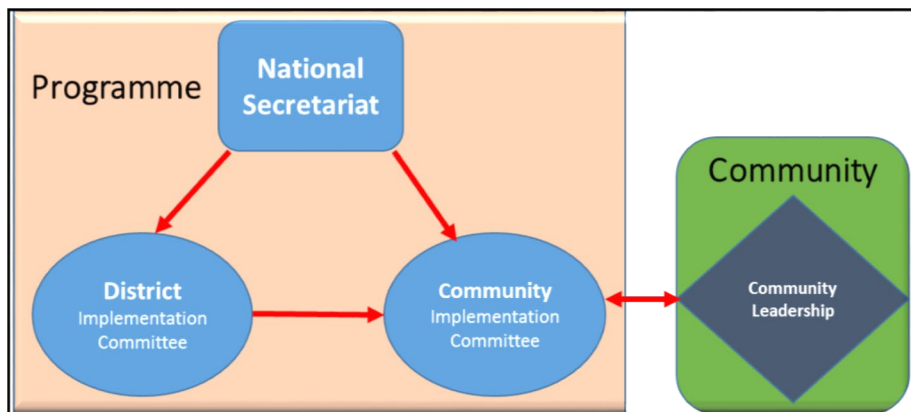 Programme
National
Secretariat
Community
District
Implementation
Committee
Community
Implementation
Committee
Community
Leadership